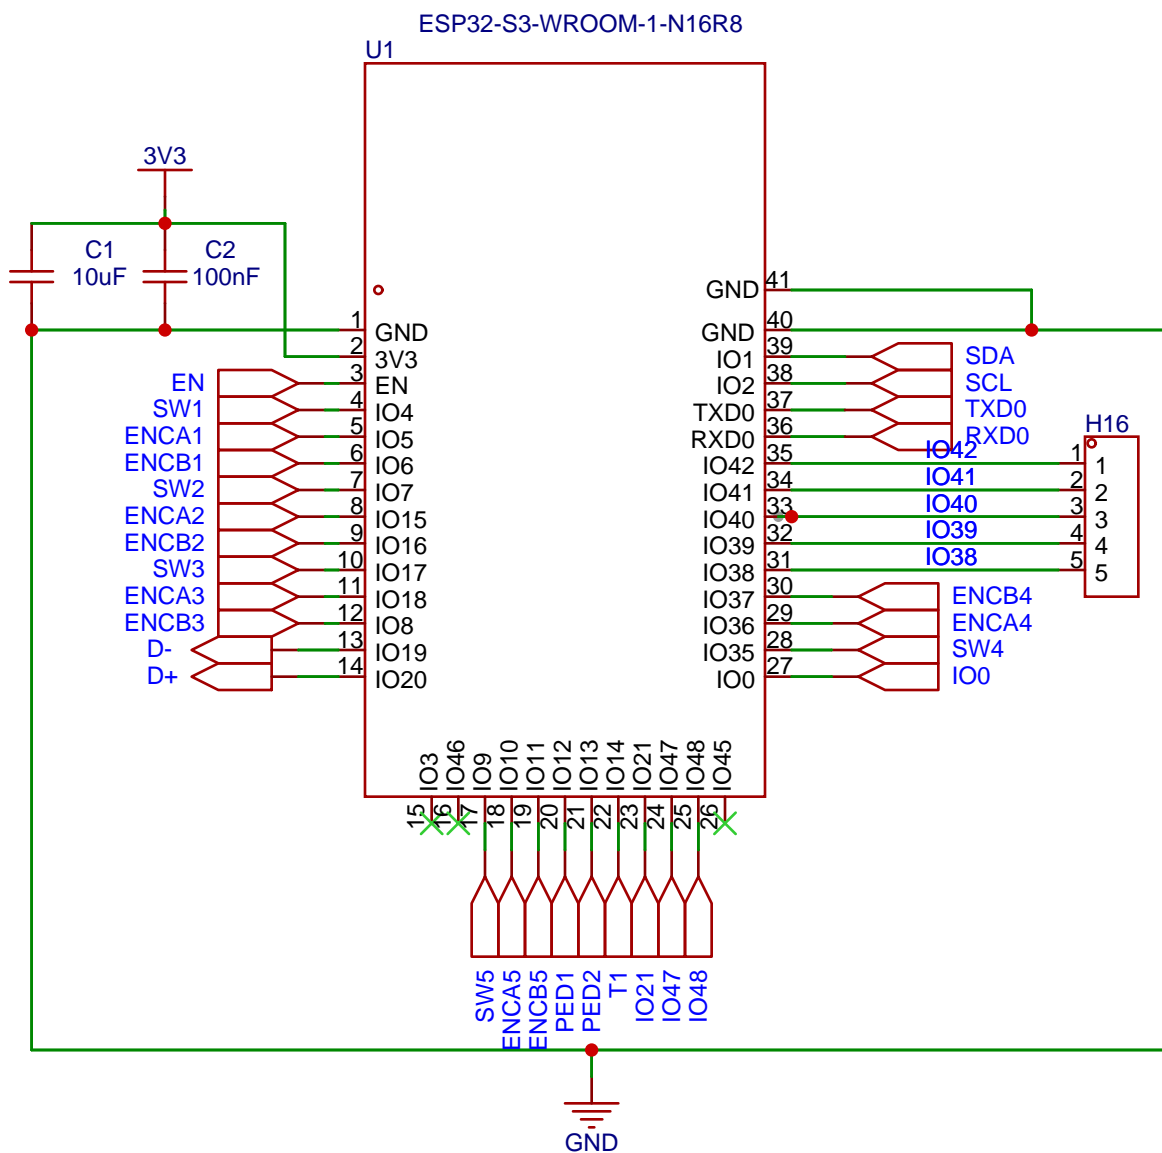 ESP32-S3-WROOM-1-N16R8
U1
3V3
C1
10uF
C2
100nF
1 GND
2 3V3
EN 3 EN
SW1 4 IO4
ENCA1 5 IO5
ENCB1 6 IO6
SW2 7 IO7
ENCA2 8 IO15
ENCB2 9 IO16
SW3 10 IO17
ENCA3 11 IO18
ENCB3 12 IO8
D- 13 IO19
D+ 14 IO20
GND 41
GND 40
IO1 39 SDA
IO2 38 SCL
TXD0 37 TXD0
RXD0 36 RXD0
H16
IO42 35 IO42 1 1
IO41 34 IO41 2 2
IO40 33 IO40 3 3
IO39 32 IO39 4 4
IO38 31 IO38 5 5
IO37 30 ENCB4
IO36 29 ENCA4
IO35 28 SW4
IO0 27 IO0
IO3 15
IO46 16
IO9 17 SW5
IO10 18 ENCA5
IO11 19 ENCB5
IO12 20 PED1
IO13 21 PED2
IO14 22 T1
IO21 23 IO21
IO47 24 IO47
IO48 25 IO48
IO45 26
GND